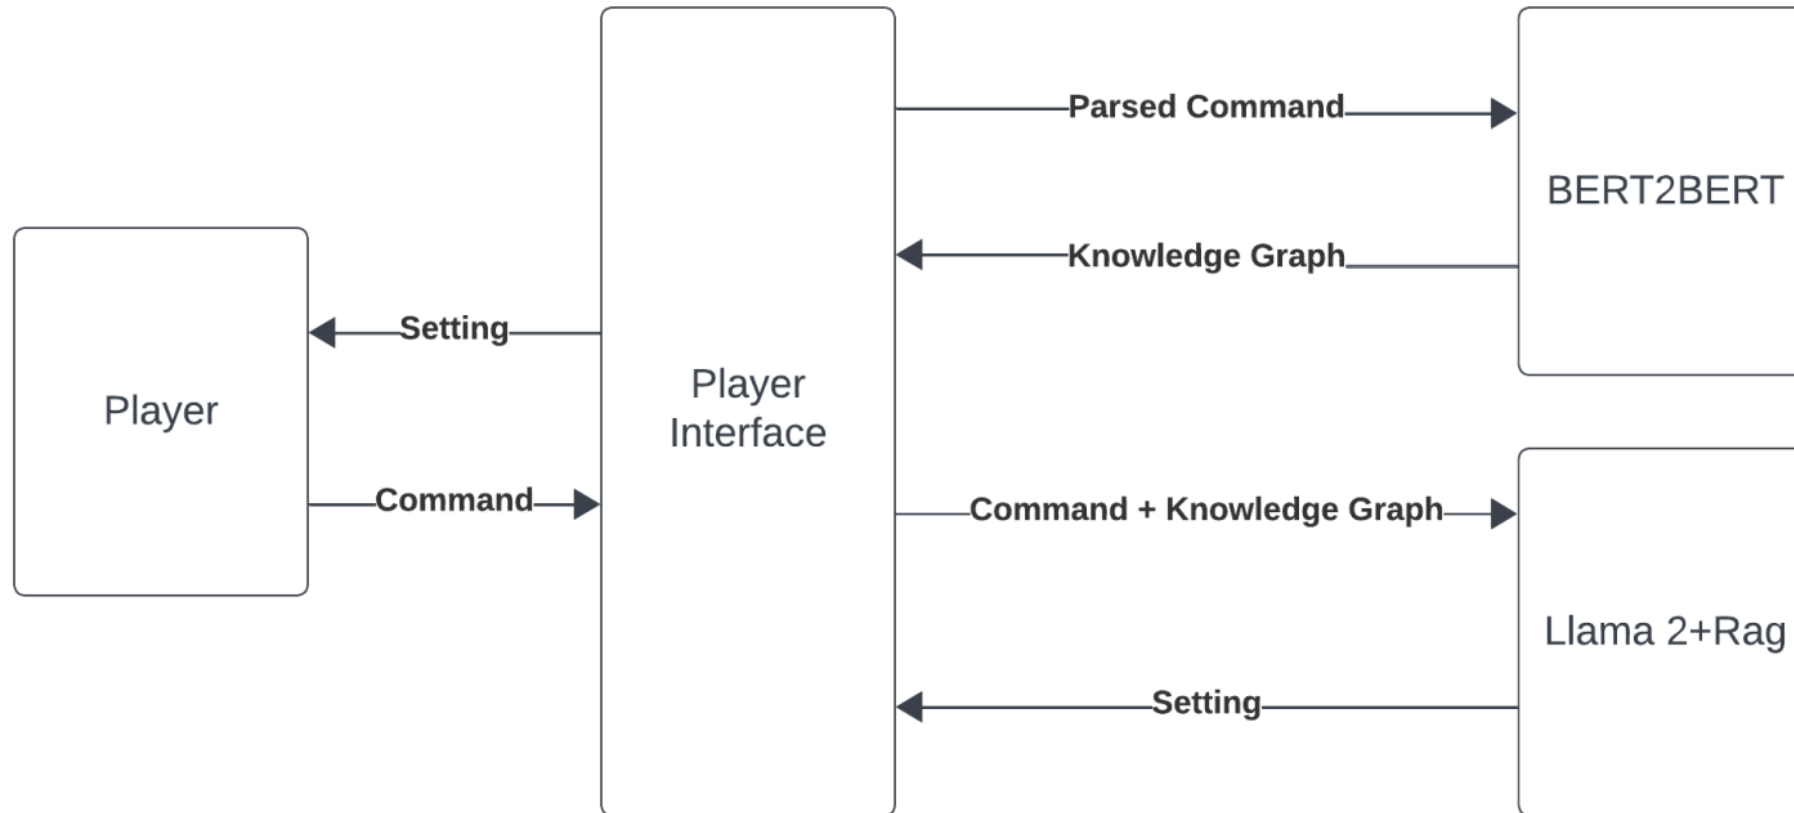 Parsed Command
BERT2BERT
Knowledge Graph
Setting
Player
Player
Interface
Command
Command + Knowledge Graph
Llama 2+Rag
Setting